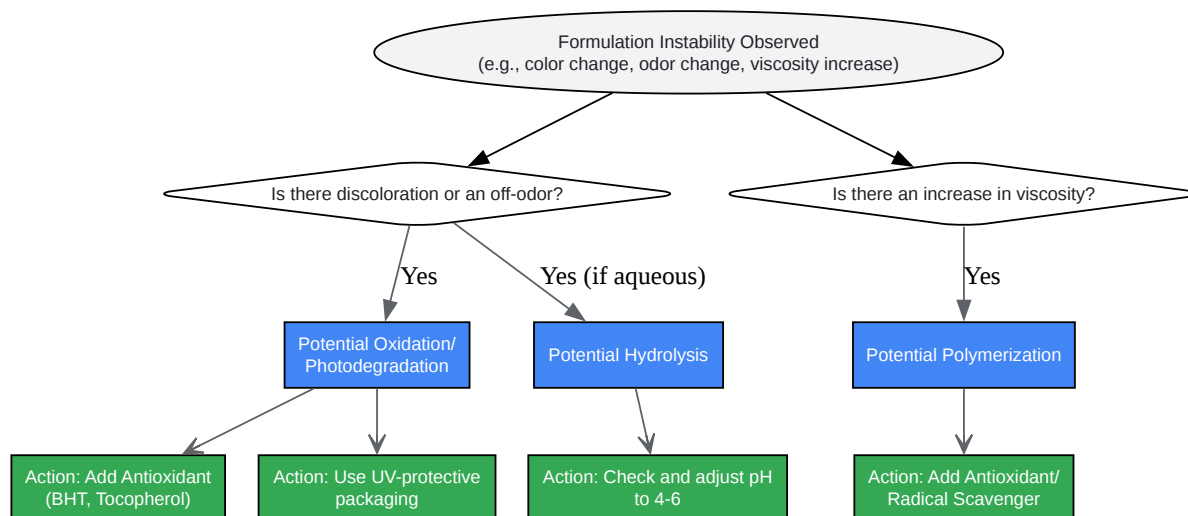 Formulation Instability Observed
(e.g., color change, odor change, viscosity increase)
Is there discoloration or an off-odor?
Is there an increase in viscosity?
Yes
Yes (if aqueous)
Yes
Potential Oxidation/
Photodegradation
Potential Hydrolysis
Potential Polymerization
Action: Add Antioxidant
(BHT, Tocopherol)
Action: Use UV-protective
packaging
Action: Check and adjust pH
to 4-6
Action: Add Antioxidant/
Radical Scavenger